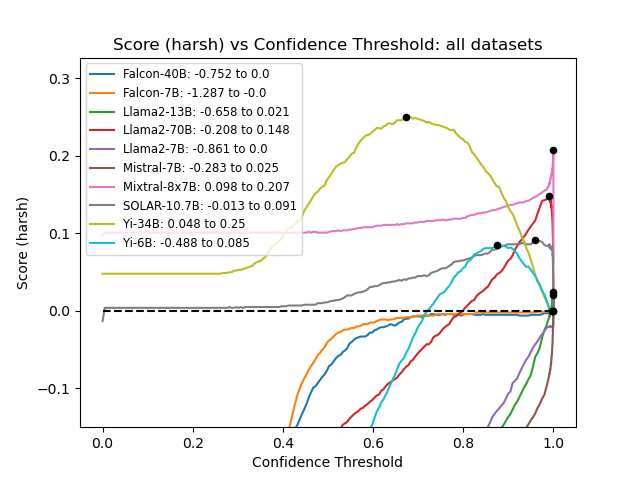 Score (harsh) vs Confidence Threshold: all datasets
Score (harsh)
0.3
0.2
0.1
0.0
−0.1
Falcon-40B: -0.752 to 0.0
Falcon-7B: -1.287 to -0.0
Llama2-13B: -0.658 to 0.021
Llama2-70B: -0.208 to 0.148
Llama2-7B: -0.861 to 0.0
Mistral-7B: -0.283 to 0.025
Mixtral-8x7B: 0.098 to 0.207
SOLAR-10.7B: -0.013 to 0.091
Yi-34B: 0.048 to 0.25
Yi-6B: -0.488 to 0.085
0.0 0.2 0.4 0.6 0.8 1.0
Confidence Threshold